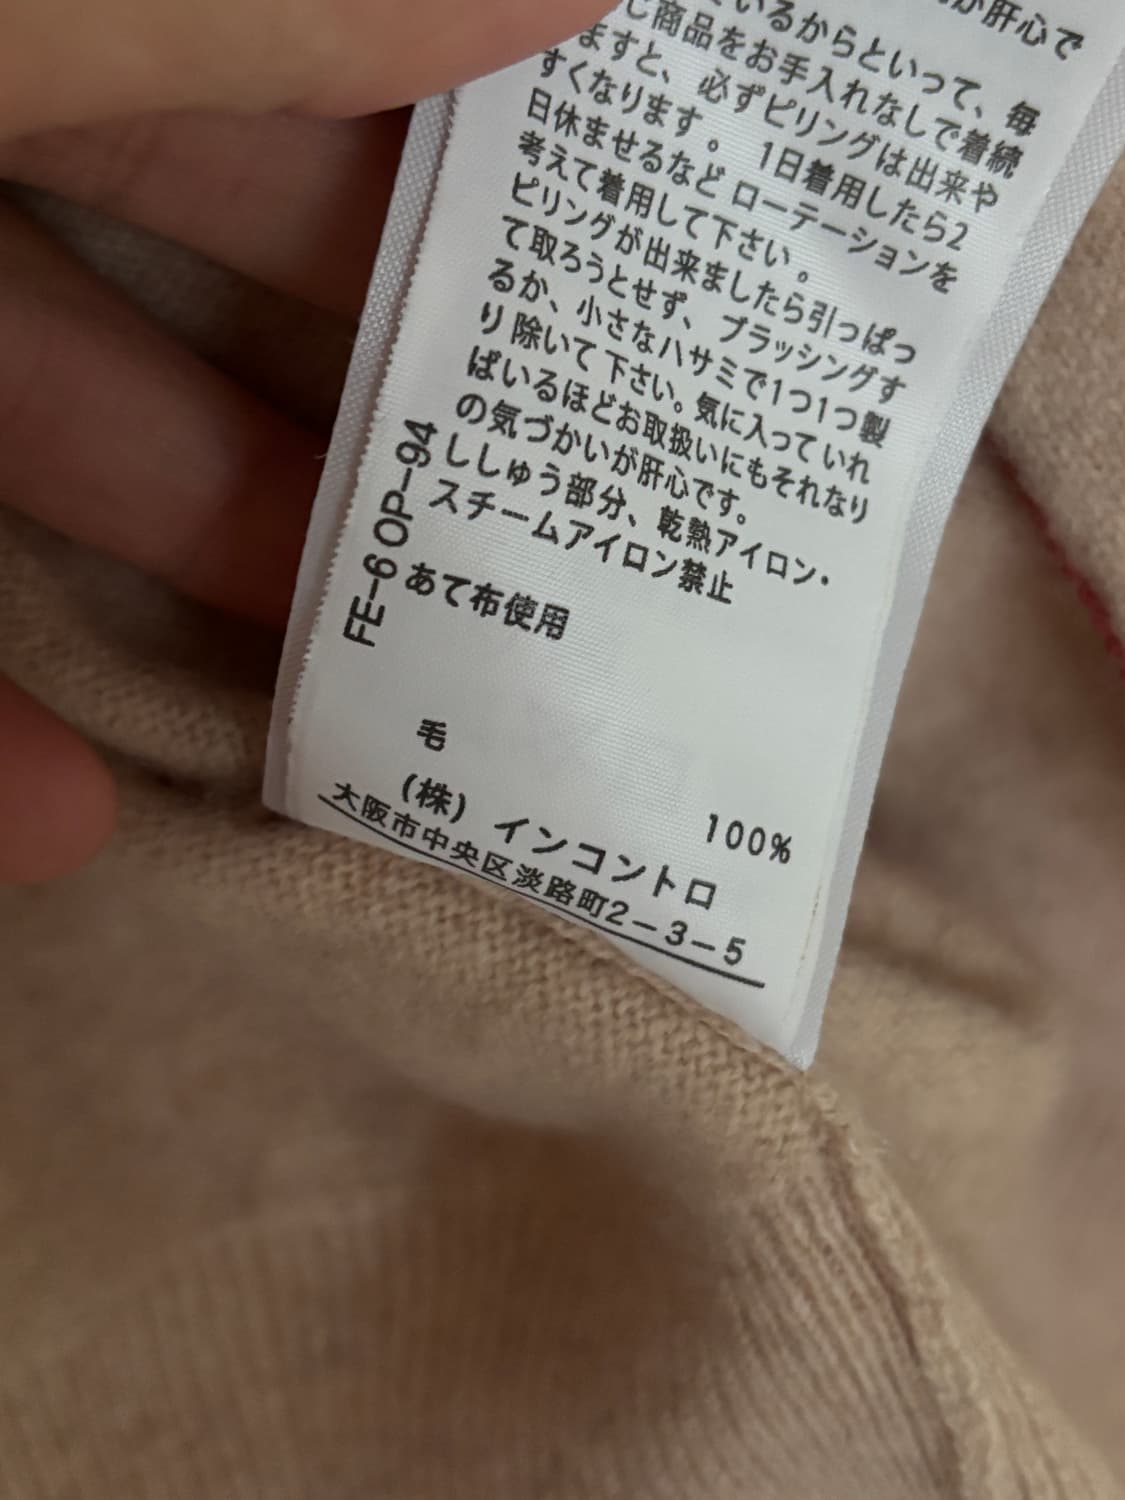 が肝心で
いるからといって、毎
じ商品をお手入れなしで着続
ますと、必ずピリングは出来や
すくなります。 1日着用したら2
日休ませるなど ローテーションを
考えて着用して下さい。
ピリングが出来ましたら引っぱっ
て取ろうとせず、ブラッシングす
るか、小さなハサミで1つ1つ製
り除いて下さい。気に入っていれ
ばいるほどお取扱いにもそれなり
の気づかいが肝心です。
ししゅう部分、乾熱アイロン・
スチームアイロン禁止
あて布使用
FE-6 OP-94
毛 100%
(株) インコントロ
大阪市中央区淡路町2-3-5